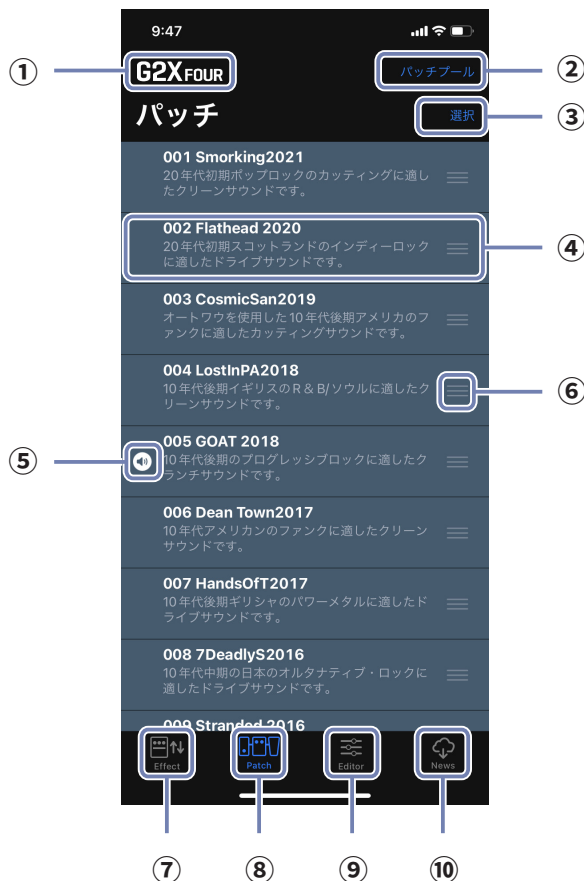 9:47
① G2X FOUR パッチプール ②
パッチ 選択 ③
001 Smorking2021
20年代初期ポップロックのカッティングに適し
たクリーンサウンドです。
002 Flathead 2020
20年代初期スコットランドのインディーロック
に適したドライブサウンドです。
④
003 CosmicSan2019
オートワウを使用した10年代後期アメリカのフ
ァンクに適したカッティングサウンドです。
004 LostInPA2018
10年代後期イギリスのR & B/ソウルに適したク
リーンサウンドです。
⑥
005 GOAT 2018
⑤ 10年代後期のプログレッシブロックに適したク
ランチサウンドです。
006 Dean Town2017
10年代アメリカンのファンクに適したクリーン
サウンドです。
007 HandsOfT2017
10年代後期ギリシャのパワーメタルに適したド
ライブサウンドです。
008 7DeadlyS2016
10年代中期の日本のオルタナティブ・ロックに
適したドライブサウンドです。
009 Stranded 2016
Effect Patch Editor News
⑦ ⑧ ⑨ ⑩